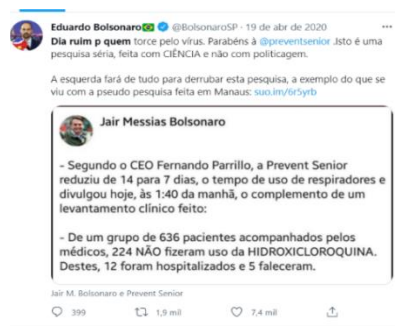 Eduardo Bolsonaro @BolsonaroSP · 19 de abr de 2020
Dia ruim p quem torce pelo vírus. Parabéns à @preventsenior .Isto é uma
pesquisa séria, feita com CIÊNCIA e não com politicagem.
A esquerda fará de tudo para derrubar esta pesquisa, a exemplo do que se
viu com a pseudo pesquisa feita em Manaus: suo.im/6r5yrb
Jair Messias Bolsonaro
- Segundo o CEO Fernando Parrillo, a Prevent Senior
reduziu de 14 para 7 dias, o tempo de uso de respiradores e
divulgou hoje, às 1:40 da manhã, o complemento de um
levantamento clínico feito:
- De um grupo de 636 pacientes acompanhados pelos
médicos, 224 NÃO fizeram uso da HIDROXICLOROQUINA.
Destes, 12 foram hospitalizados e 5 faleceram.
Jair M. Bolsonaro e Prevent Senior
399 1,9 mil 7,4 mil